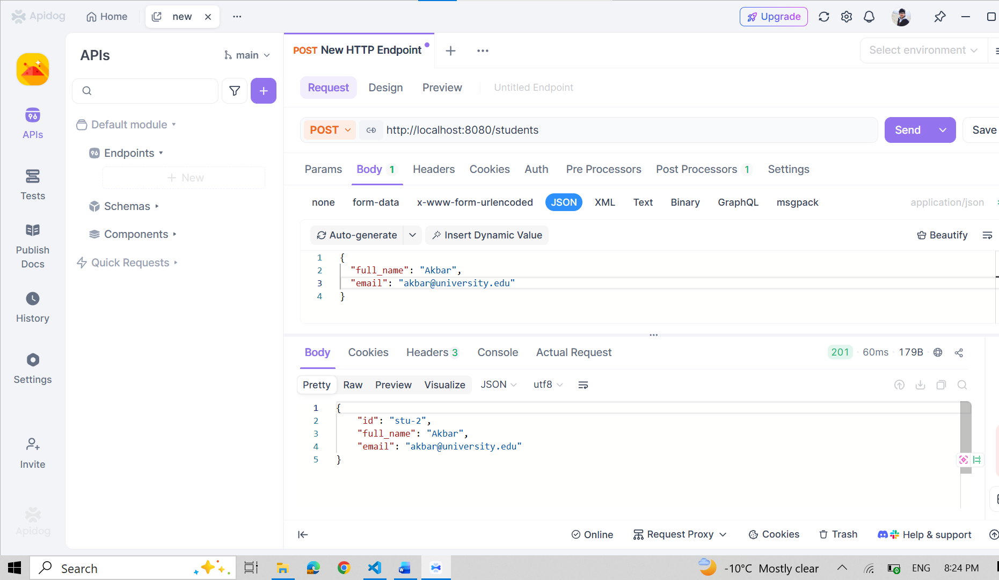 Apidog
Home
new
Upgrade
APIs
Tests
Publish
Docs
History
Settings
Invite
Apidog
APIs
main
Default module
Endpoints
New
Schemas
Components
Quick Requests
POST New HTTP Endpoint
Select environment
Request Design Preview Untitled Endpoint
POST http://localhost:8080/students
Send
Save
Params Body 1 Headers Cookies Auth Pre Processors Post Processors 1 Settings
none form-data x-www-form-urlencoded JSON XML Text Binary GraphQL msgpack application/json
Auto-generate Insert Dynamic Value Beautify
1 {
2 "full_name": "Akbar",
3 "email": "akbar@university.edu"
4 }
Body Cookies Headers 3 Console Actual Request 201 60ms 179B
Pretty Raw Preview Visualize JSON utf8
1 {
2 "id": "stu-2",
3 "full_name": "Akbar",
4 "email": "akbar@university.edu"
5 }
Online Request Proxy Cookies Trash Help & support
Search
-10°C Mostly clear ENG 8:24 PM